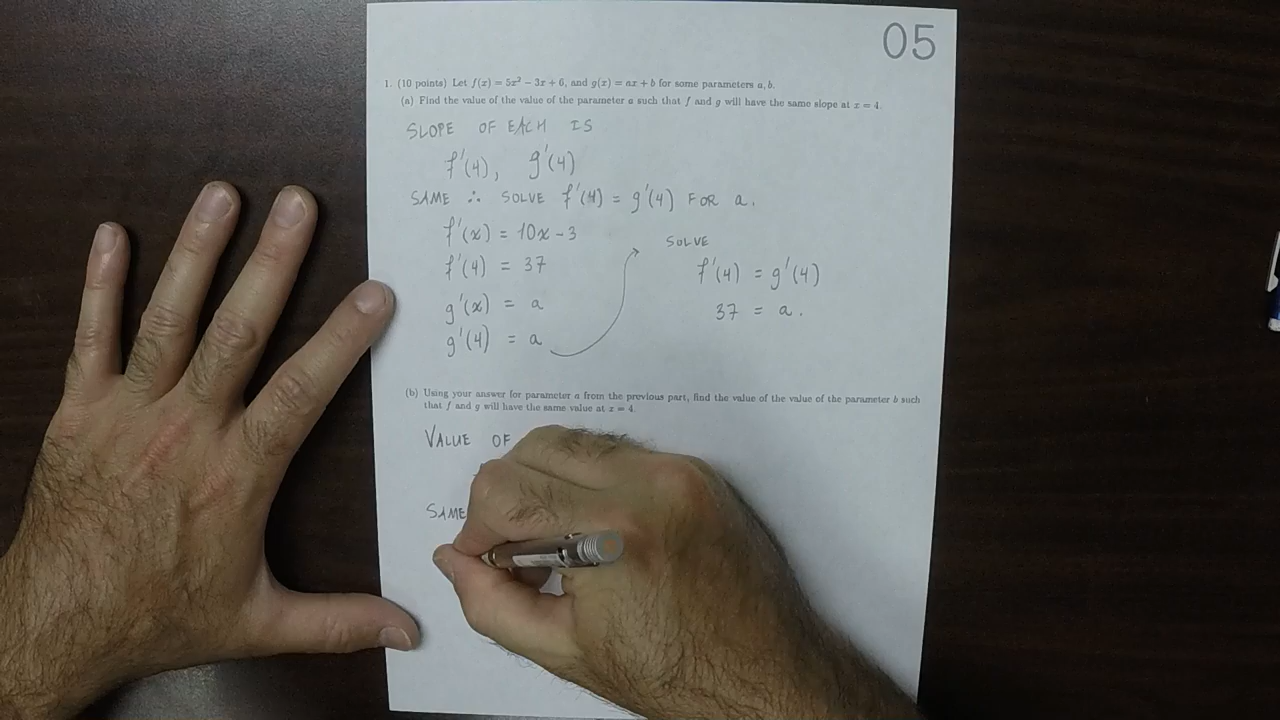 05
1. (10 points) Let f(x) = 5x² − 3x + 6, and g(x) = ax + b for some parameters a, b.
(a) Find the value of the value of the parameter a such that f and g will have the same slope at x = 4.
SLOPE OF EACH IS
f'(4), g'(4)
SAME ∴ SOLVE f'(4) = g'(4) FOR a.
f'(x) = 10x - 3
f'(4) = 37
g'(x) = a
g'(4) = a
SOLVE
f'(4) = g'(4)
37 = a.
(b) Using your answer for parameter a from the previous part, find the value of the value of the parameter b such
that f and g will have the same value at x = 4.
VALUE OF
SAME